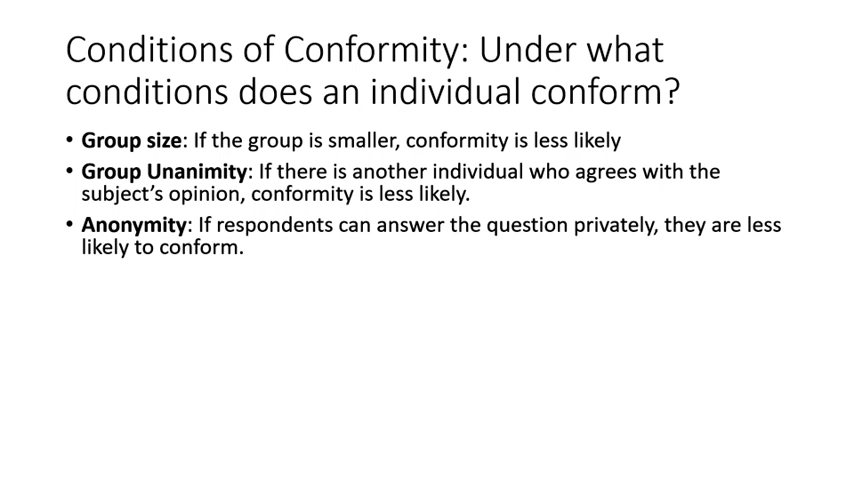 Conditions of Conformity: Under what
conditions does an individual conform?
• Group size: If the group is smaller, conformity is less likely
• Group Unanimity: If there is another individual who agrees with the
subject's opinion, conformity is less likely.
• Anonymity: If respondents can answer the question privately, they are less
likely to conform.